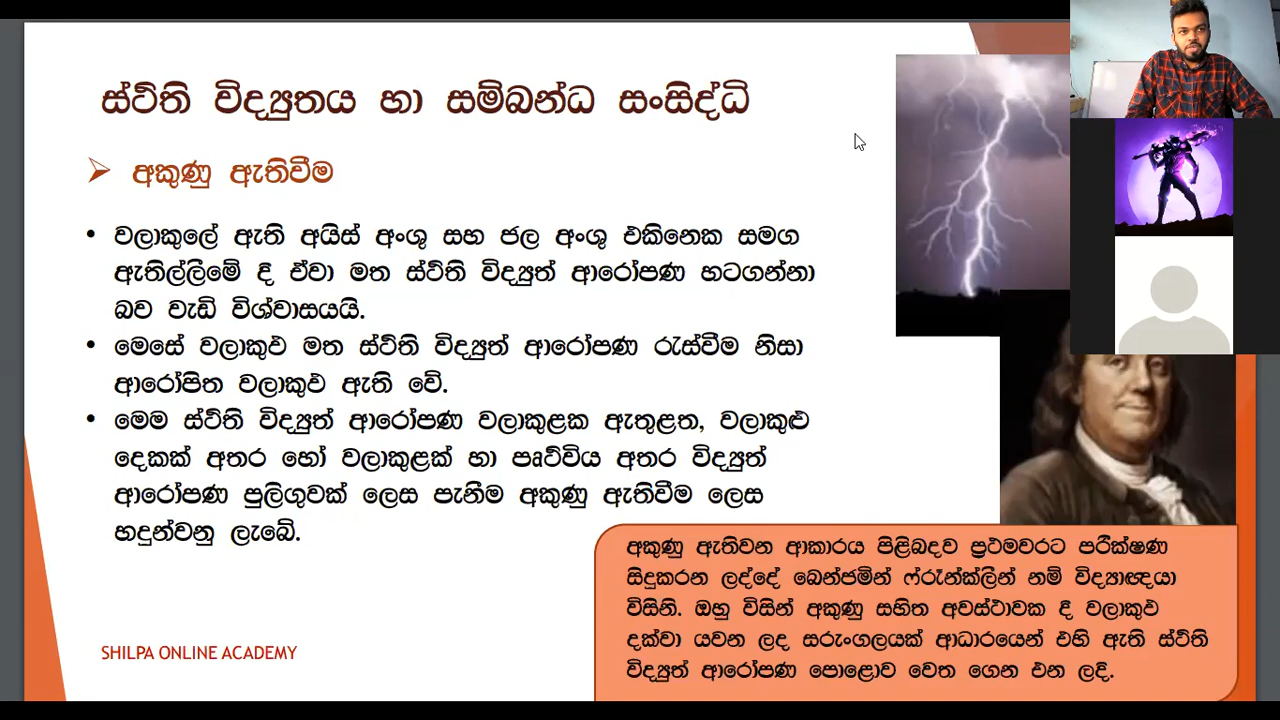 ස්ථිති විද්‍යුතය හා සම්බන්ධ සංසිද්ධි
අකුණු ඇතිවීම
• වලාකුලේ ඇති අයිස් අංශු සහ ජල අංශු එකිනෙක සමග
ඇතිල්ලීමේ දී ඒවා මත ස්ථිති විද්‍යුත් ආරෝපණ හටගන්නා
බව වැඩි විශ්වාසයයි.
• මෙසේ වලාකුළු මත ස්ථිති විද්‍යුත් ආරෝපණ රැස්වීම නිසා
ආරෝපිත වලාකුළු ඇති වේ.
• මෙම ස්ථිති විද්‍යුත් ආරෝපණ වලාකුළක ඇතුළත, වලාකුළු
දෙකක් අතර හෝ වලාකුළක් හා පෘථිවිය අතර විද්‍යුත්
ආරෝපණ පුලිඟුවක් ලෙස පැනීම අකුණු ඇතිවීම ලෙස
හදුන්වනු ලැබේ.
අකුණු ඇතිවන ආකාරය පිළිබදව ප්‍රථමවරට පරීක්ෂණ
සිදුකරන ලද්දේ බෙන්ජමින් ෆ්රෑන්ක්ලින් නම් විද්‍යාඥයා
විසිනි. ඔහු විසින් අකුණු සහිත අවස්ථාවක දී වලාකුළු
දක්වා යවන ලද සරුංගලයක් ආධාරයෙන් එහි ඇති ස්ථිති
විද්‍යුත් ආරෝපණ පොළොව වෙත ගෙන එන ලදි.
SHILPA ONLINE ACADEMY